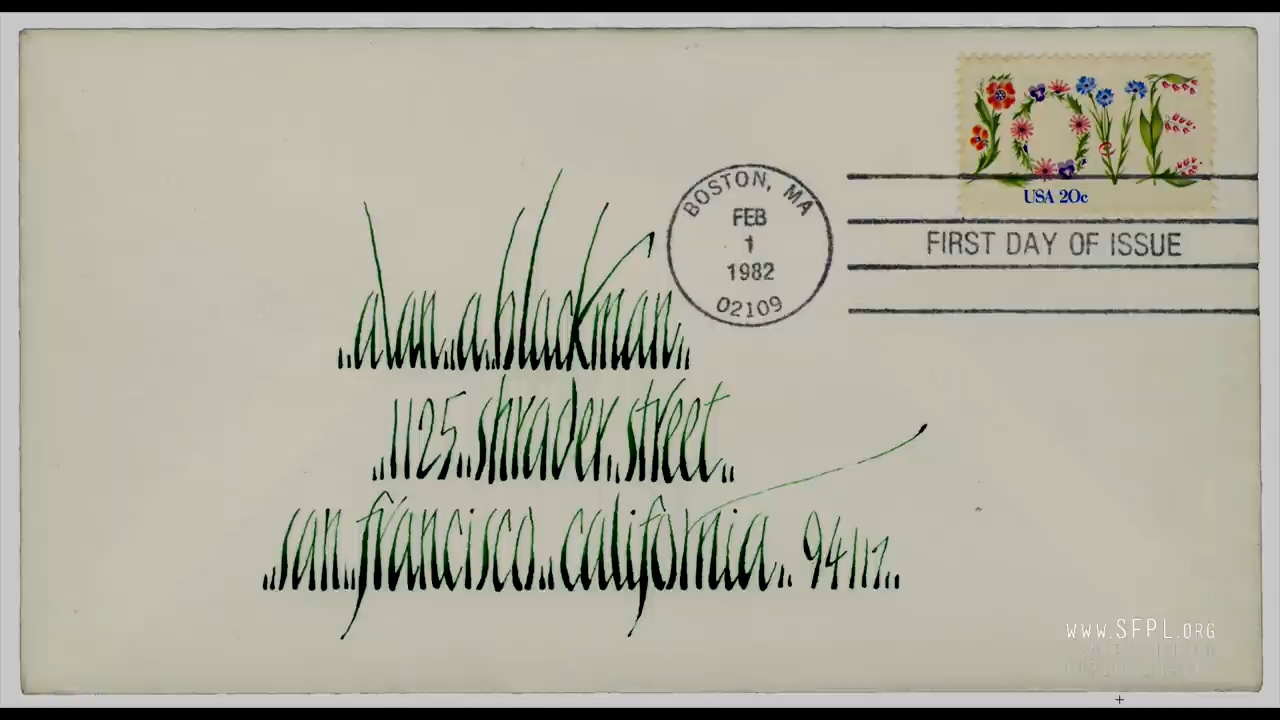 LOVE
USA 20c
BOSTON, MA
FEB
1
1982
02109
FIRST DAY OF ISSUE
alan a blackman
1125 shrader street
san francisco california 94117
www.SFPL.org